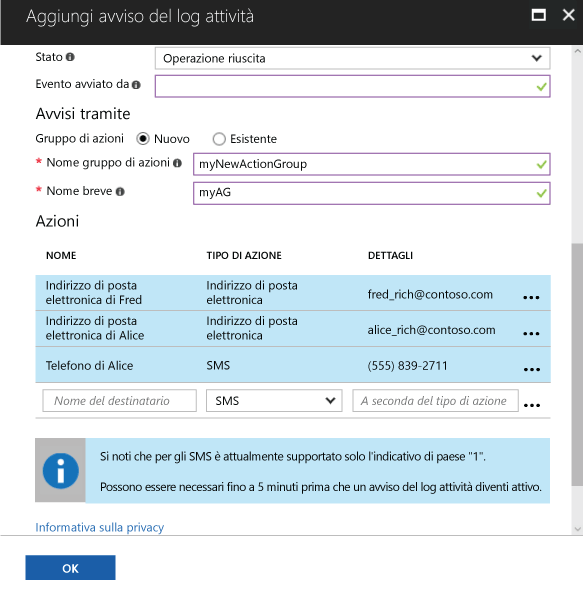 Aggiungi avviso del log attività
Stato
Operazione riuscita
Evento avviato da
Avvisi tramite
Gruppo di azioni
Nuovo
Esistente
* Nome gruppo di azioni
myNewActionGroup
* Nome breve
myAG
Azioni
NOME
TIPO DI AZIONE
DETTAGLI
Indirizzo di posta
elettronica di Fred
Indirizzo di posta
elettronica
fred_rich@contoso.com
Indirizzo di posta
elettronica di Alice
Indirizzo di posta
elettronica
alice_rich@contoso.com
Telefono di Alice
SMS
(555) 839-2711
Nome del destinatario
SMS
A seconda del tipo di azione
Si noti che per gli SMS è attualmente supportato solo l'indicativo di paese "1".
Possono essere necessari fino a 5 minuti prima che un avviso del log attività diventi attivo.
Informativa sulla privacy
OK